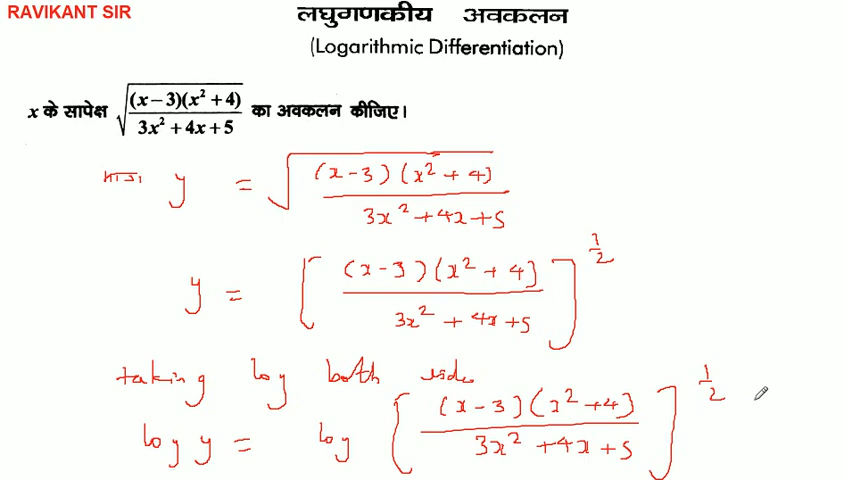 RAVIKANT SIR
लघुगणकीय अवकलन
(Logarithmic Differentiation)
x के सापेक्ष √((x−3)(x²+4)/(3x²+4x+5)) का अवकलन कीजिए।
माना y = √((x-3)(x²+4)/(3x²+4x+5))
y = [(x-3)(x²+4)/(3x²+4x+5)]^(1/2)
taking log both side
log y = log [(x-3)(x²+4)/(3x²+4x+5)]^(1/2)